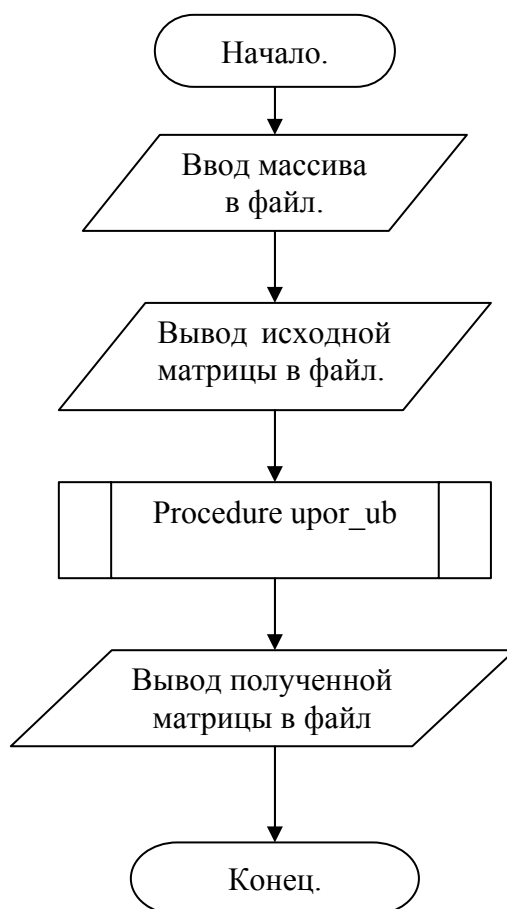 Начало.
Ввод массива
в файл.
Вывод исходной
матрицы в файл.
Procedure upor_ub
Вывод полученной
матрицы в файл
Конец.